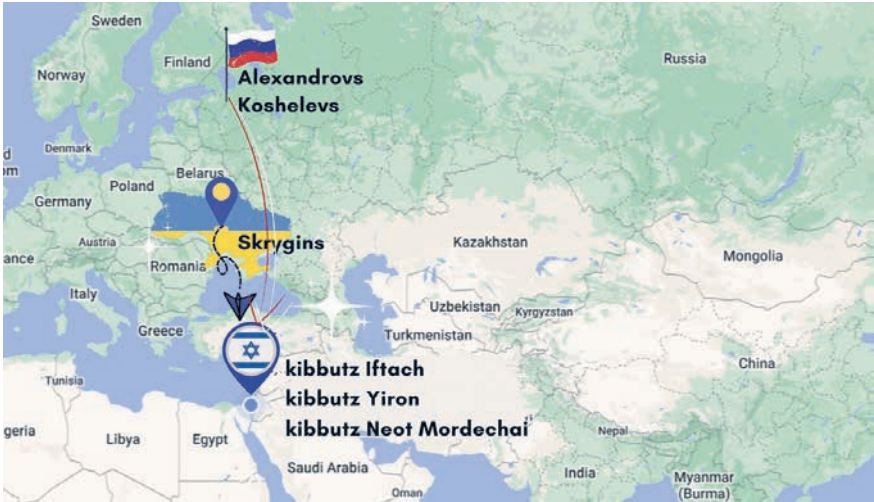 Sweden
Finland
Norway
Russia
Alexandrovs
Koshelevs
Denmark
Belarus
Poland
Germany
Austria
Skrygins
Kazakhstan
Mongolia
ance
Romania
Italy
Uzbekistan
Kyrgyzstan
Greece
Turkmenistan
China
Tunisia
kibbutz Iftach
kibbutz Yiron
kibbutz Neot Mordechai
geria
Libya
Egypt
Nepal
Saudi Arabia
India
Myanmar
(Burma)
Oman